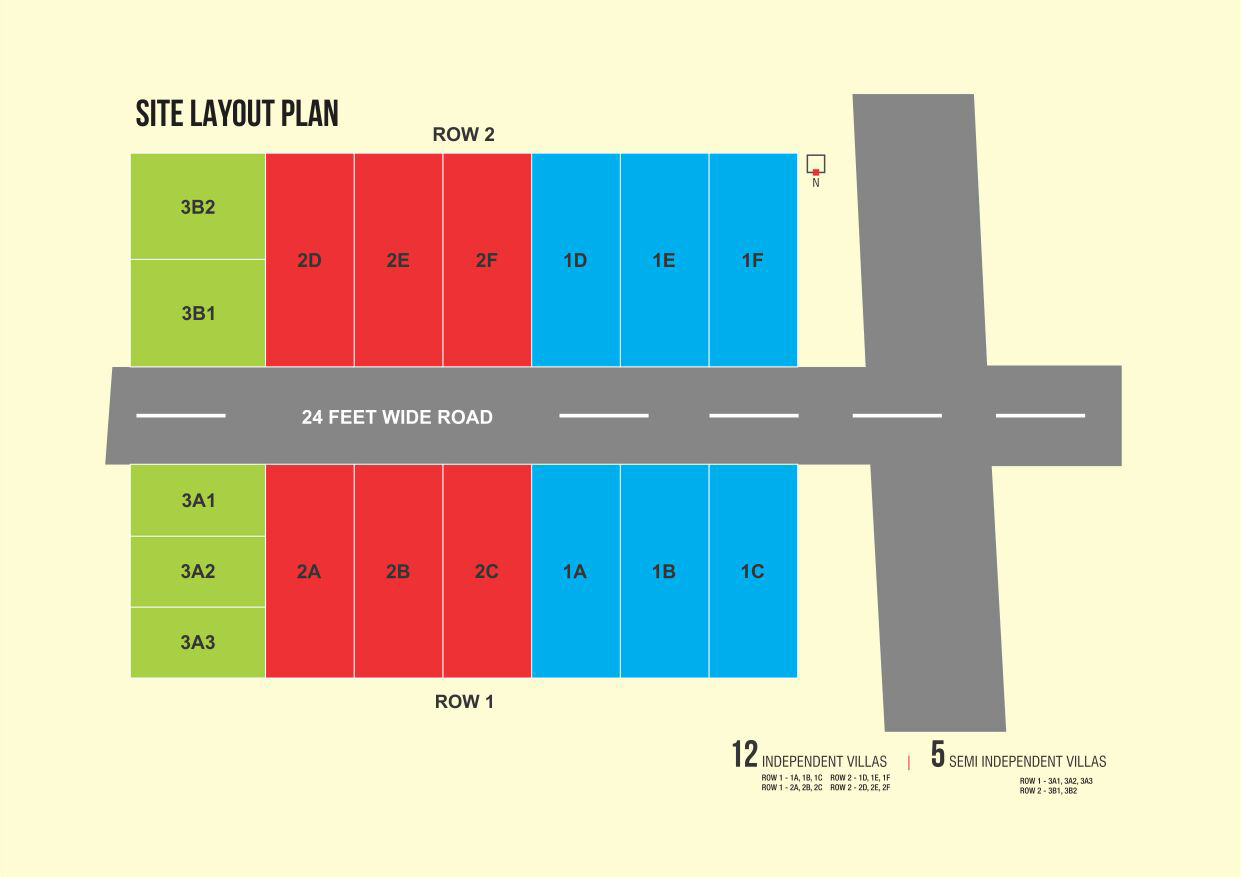 SITE LAYOUT PLAN
ROW 2
3B2
2D 2E 2F 1D 1E 1F
N
3B1
24 FEET WIDE ROAD
3A1
3A2
2A 2B 2C 1A 1B 1C
3A3
ROW 1
12 INDEPENDENT VILLAS | 5 SEMI INDEPENDENT VILLAS
ROW 1 - 1A, 1B, 1C ROW 2 - 1D, 1E, 1F
ROW 1 - 2A, 2B, 2C ROW 2 - 2D, 2E, 2F
ROW 1 - 3A1, 3A2, 3A3
ROW 2 - 3B1, 3B2